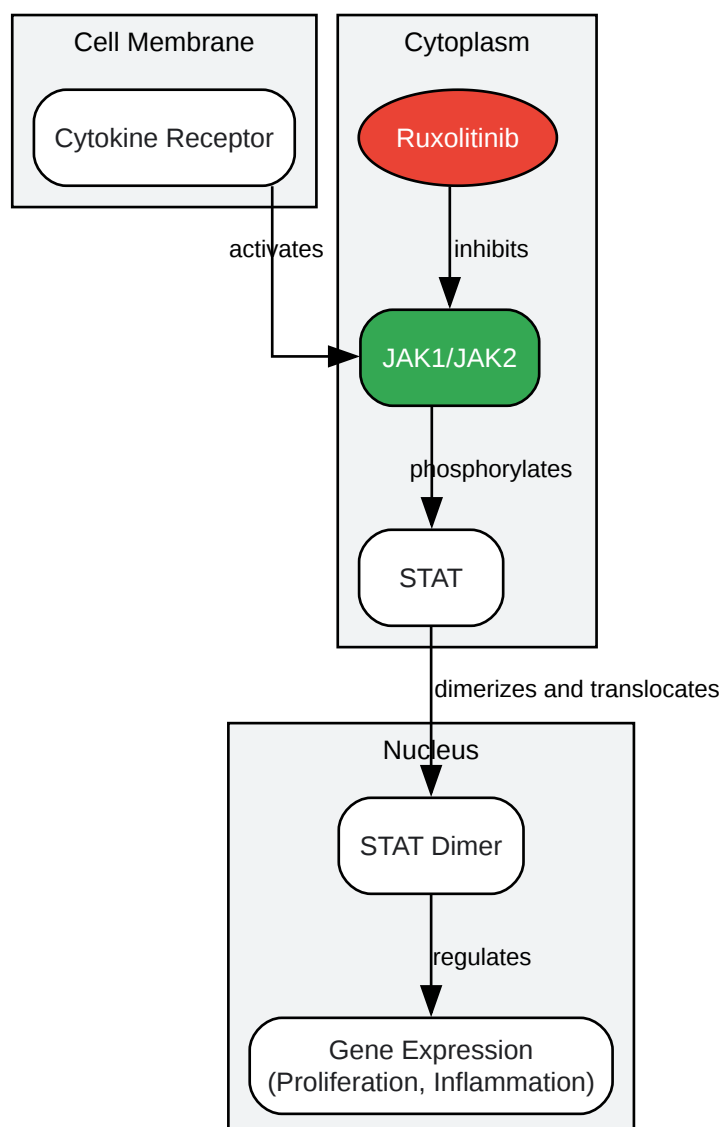 Cell Membrane
Cytoplasm
Cytokine Receptor
Ruxolitinib
activates
inhibits
JAK1/JAK2
phosphorylates
STAT
dimerizes and translocates
Nucleus
STAT Dimer
regulates
Gene Expression
(Proliferation, Inflammation)